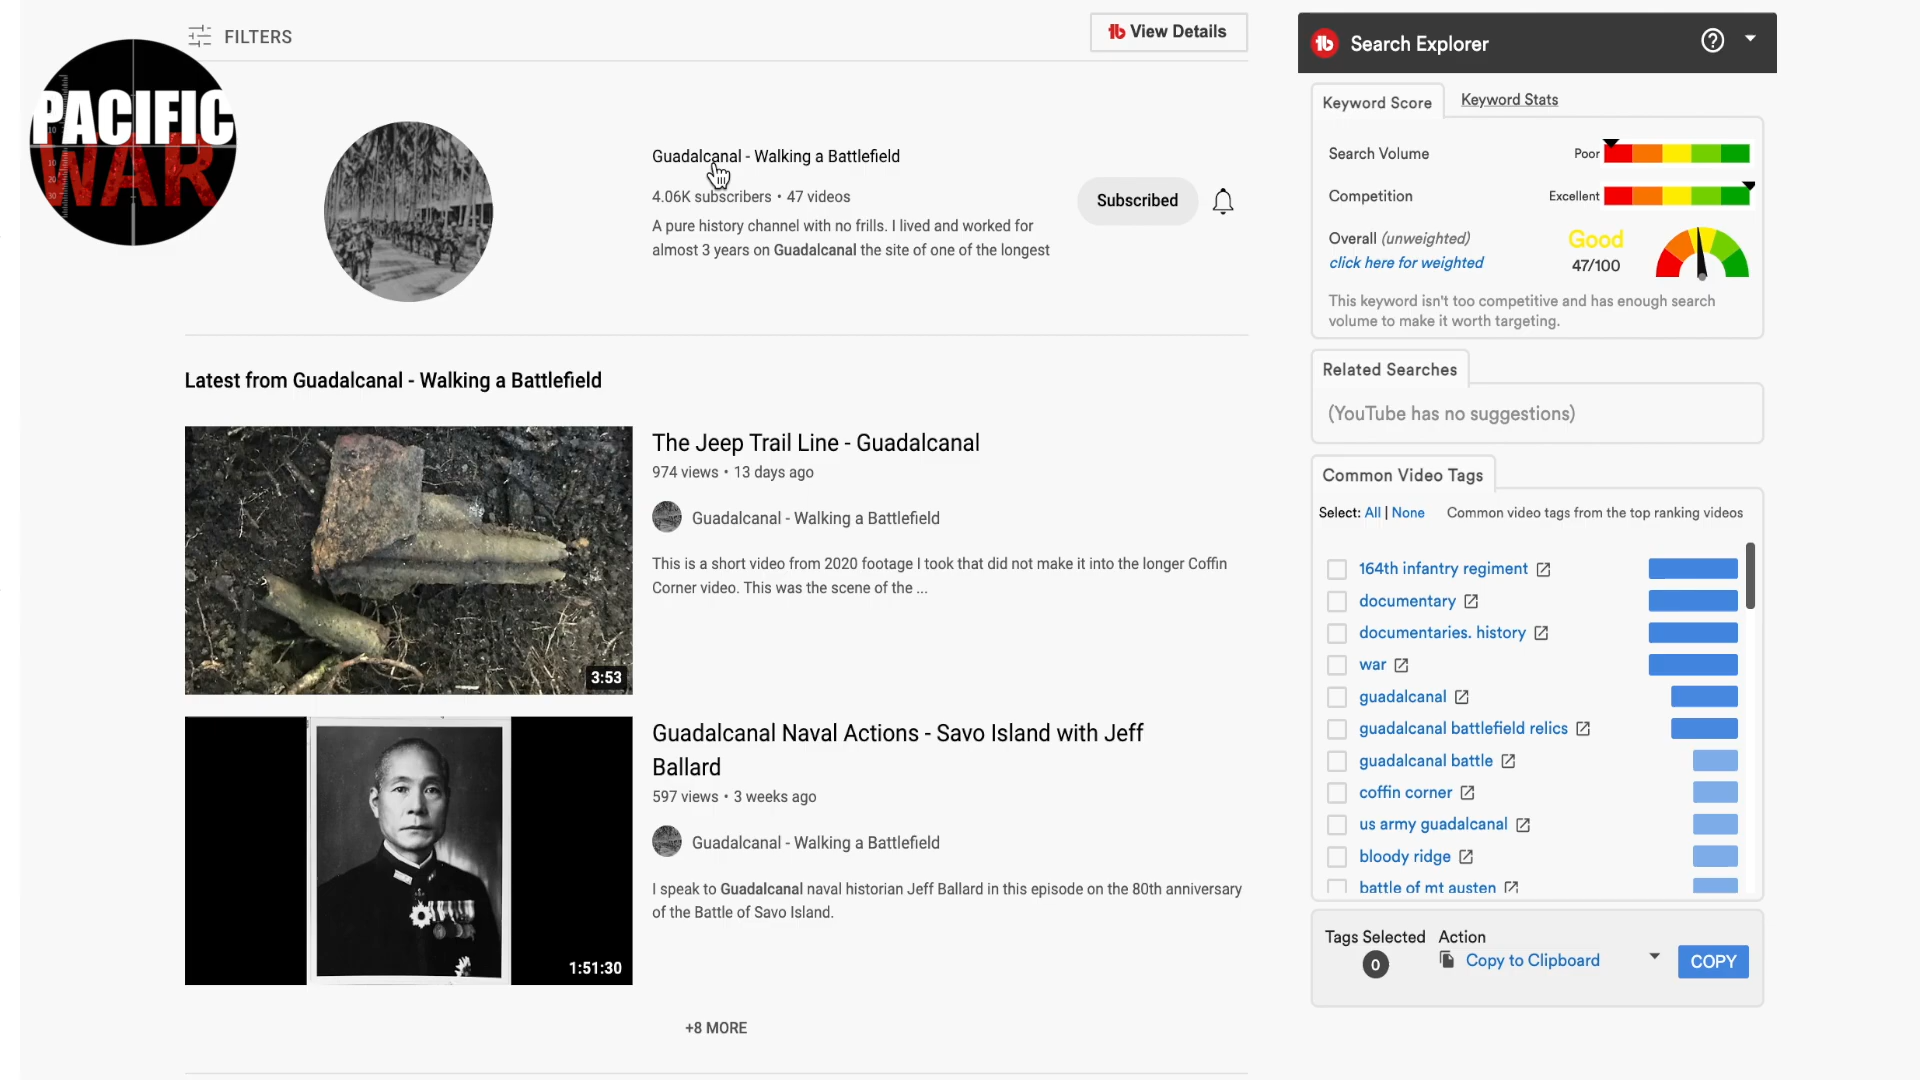 FILTERS
View Details
PACIFIC
WAR
Guadalcanal - Walking a Battlefield
4.06K subscribers • 47 videos
A pure history channel with no frills. I lived and worked for
almost 3 years on Guadalcanal the site of one of the longest
Subscribed
Latest from Guadalcanal - Walking a Battlefield
The Jeep Trail Line - Guadalcanal
974 views • 13 days ago
Guadalcanal - Walking a Battlefield
This is a short video from 2020 footage I took that did not make it into the longer Coffin
Corner video. This was the scene of the ...
3:53
Guadalcanal Naval Actions - Savo Island with Jeff
Ballard
597 views • 3 weeks ago
Guadalcanal - Walking a Battlefield
I speak to Guadalcanal naval historian Jeff Ballard in this episode on the 80th anniversary
of the Battle of Savo Island.
1:51:30
+8 MORE
Search Explorer
Keyword Score
Keyword Stats
Search Volume
Poor
Competition
Excellent
Overall (unweighted)
Good
click here for weighted
47/100
This keyword isn't too competitive and has enough search
volume to make it worth targeting.
Related Searches
(YouTube has no suggestions)
Common Video Tags
Select: All | None
Common video tags from the top ranking videos
164th infantry regiment
documentary
documentaries. history
war
guadalcanal
guadalcanal battlefield relics
guadalcanal battle
coffin corner
us army guadalcanal
bloody ridge
battle of mt austen
Tags Selected
Action
0
Copy to Clipboard
COPY